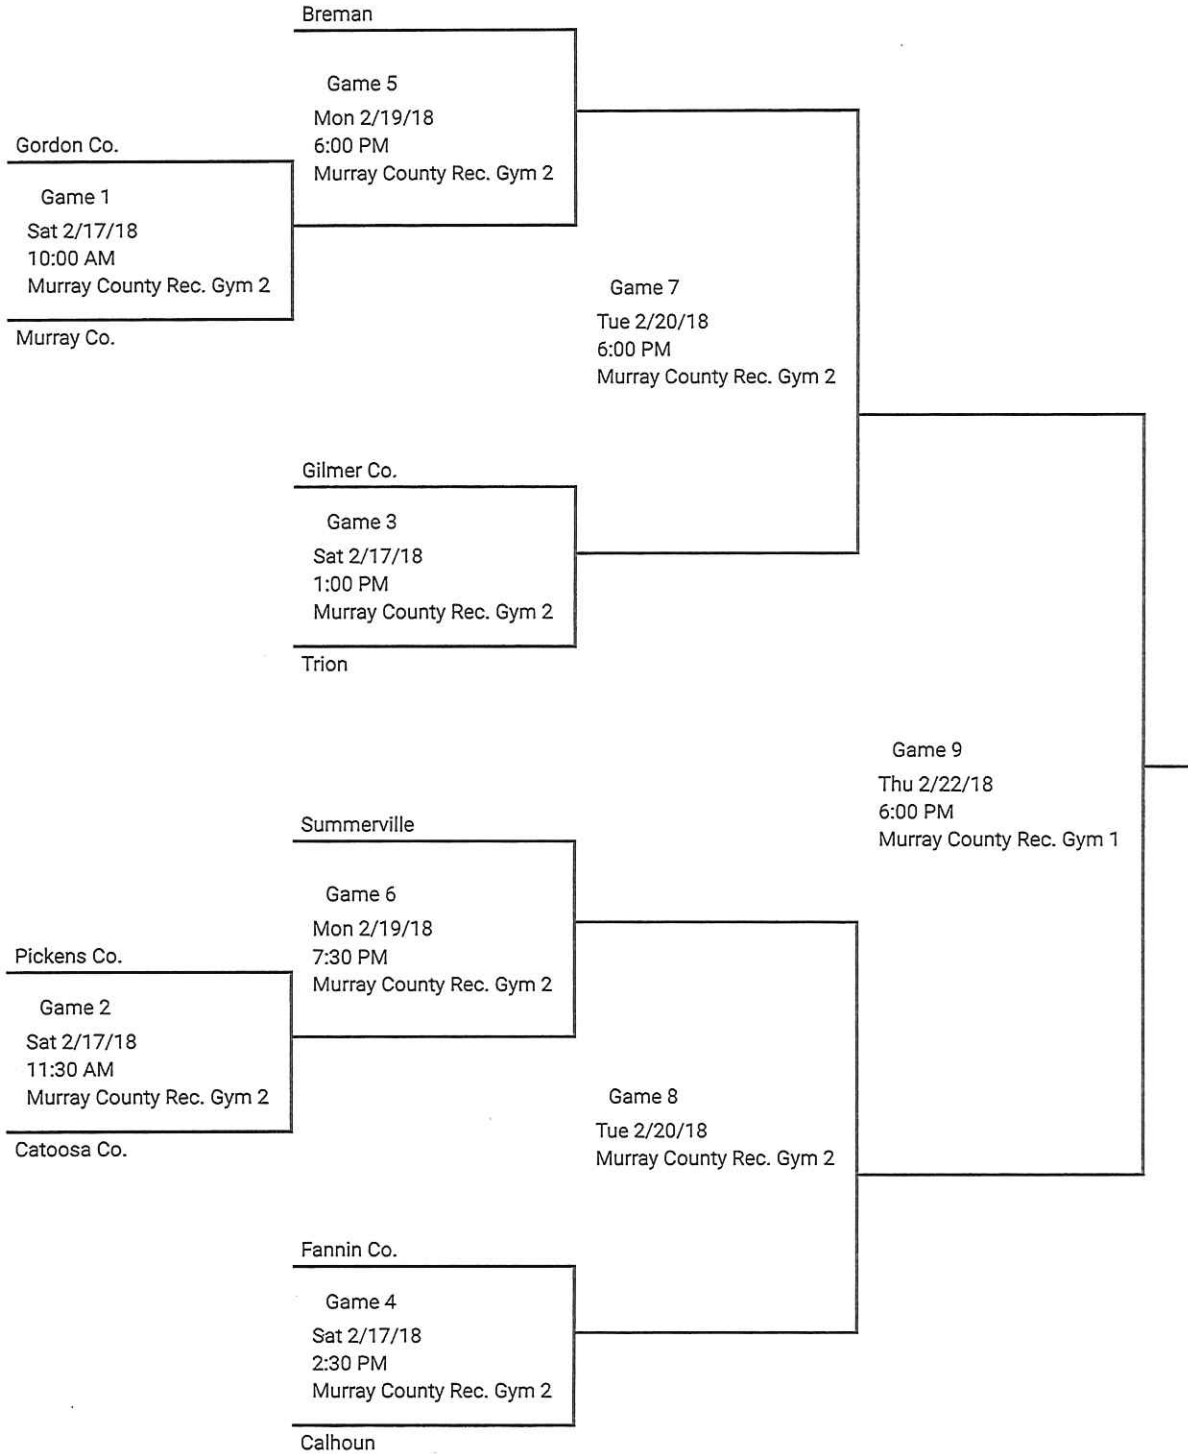 Breman
Game 5
Mon 2/19/18
6:00 PM
Murray County Rec. Gym 2
Gordon Co.
Game 1
Sat 2/17/18
10:00 AM
Murray County Rec. Gym 2
Murray Co.
Game 7
Tue 2/20/18
6:00 PM
Murray County Rec. Gym 2
Gilmer Co.
Game 3
Sat 2/17/18
1:00 PM
Murray County Rec. Gym 2
Trion
Game 9
Thu 2/22/18
6:00 PM
Murray County Rec. Gym 1
Summerville
Game 6
Mon 2/19/18
7:30 PM
Murray County Rec. Gym 2
Pickens Co.
Game 2
Sat 2/17/18
11:30 AM
Murray County Rec. Gym 2
Catoosa Co.
Game 8
Tue 2/20/18
Murray County Rec. Gym 2
Fannin Co.
Game 4
Sat 2/17/18
2:30 PM
Murray County Rec. Gym 2
Calhoun